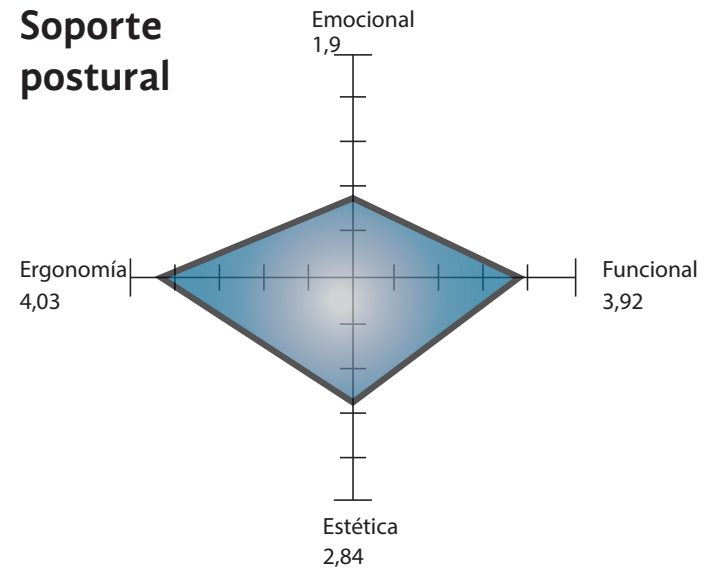 Soporte
postural
Emocional
1,9
Ergonomía
4,03
Funcional
3,92
Estética
2,84